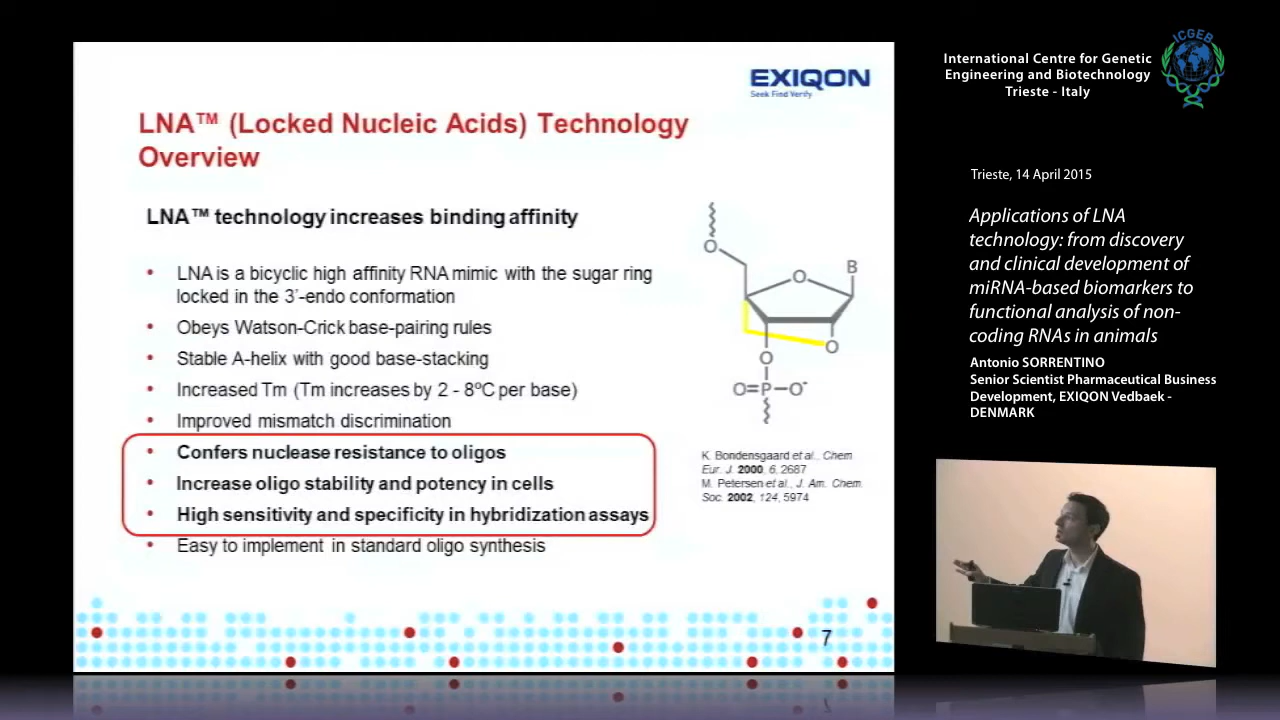 EXIQON
Seek Find Verify
LNA™ (Locked Nucleic Acids) Technology
Overview
LNA™ technology increases binding affinity
• LNA is a bicyclic high affinity RNA mimic with the sugar ring
locked in the 3'-endo conformation
• Obeys Watson-Crick base-pairing rules
• Stable A-helix with good base-stacking
• Increased Tm (Tm increases by 2 - 8ºC per base)
• Improved mismatch discrimination
• Confers nuclease resistance to oligos
• Increase oligo stability and potency in cells
• High sensitivity and specificity in hybridization assays
• Easy to implement in standard oligo synthesis
O
O
B
O
O
O=P—O⁻
K. Bondensgaard et al., Chem
Eur. J. 2000, 6, 2687
M. Petersen et al., J. Am. Chem.
Soc. 2002, 124, 5974
7
ICGEB
International Centre for Genetic
Engineering and Biotechnology
Trieste - Italy
Trieste, 14 April 2015
Applications of LNA
technology: from discovery
and clinical development of
miRNA-based biomarkers to
functional analysis of non-
coding RNAs in animals
Antonio SORRENTINO
Senior Scientist Pharmaceutical Business
Development, EXIQON Vedbaek -
DENMARK